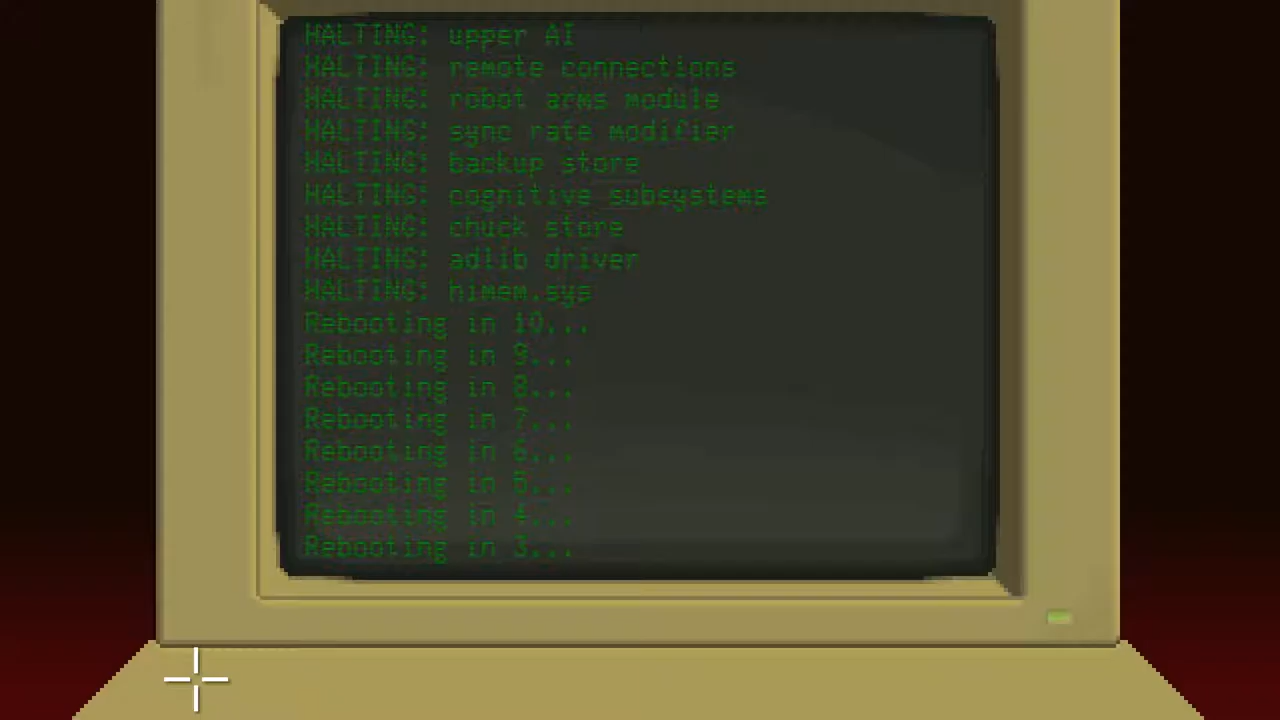 HALTING: upper AI
HALTING: remote connections
HALTING: robot arms module
HALTING: sync rate modifier
HALTING: backup store
HALTING: cognitive subsystems
HALTING: chuck store
HALTING: adlib driver
HALTING: himem.sys
Rebooting in 10...
Rebooting in 9...
Rebooting in 8...
Rebooting in 7...
Rebooting in 6...
Rebooting in 5...
Rebooting in 4...
Rebooting in 3...